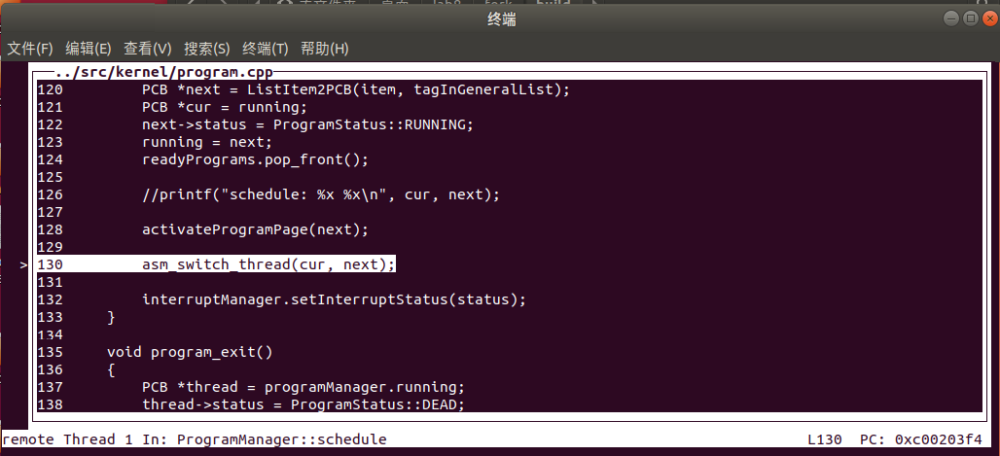 终端
文件(F) 编辑(E) 查看(V) 搜索(S) 终端(T) 帮助(H)
../src/kernel/program.cpp
120         PCB *next = ListItem2PCB(item, tagInGeneralList);
121         PCB *cur = running;
122         next->status = ProgramStatus::RUNNING;
123         running = next;
124         readyPrograms.pop_front();
125
126         //printf("schedule: %x %x\n", cur, next);
127
128         activateProgramPage(next);
129
>130         asm_switch_thread(cur, next);
131
132         interruptManager.setInterruptStatus(status);
133     }
134
135     void program_exit()
136     {
137         PCB *thread = programManager.running;
138         thread->status = ProgramStatus::DEAD;
remote Thread 1 In: ProgramManager::schedule L130 PC: 0xc00203f4